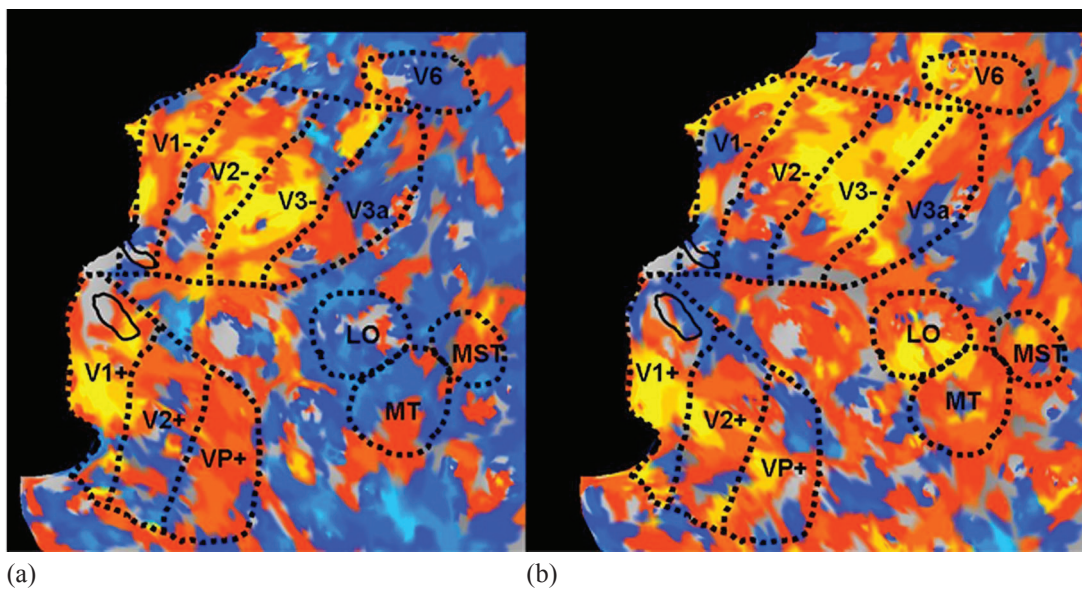 V6
V1-
V2-
V3-
V3a
LO
MST
V1+
MT
V2+
VP+
V6
V1-
V2-
V3-
V3a
LO
MST
V1+
MT
V2+
VP+
(a)
(b)